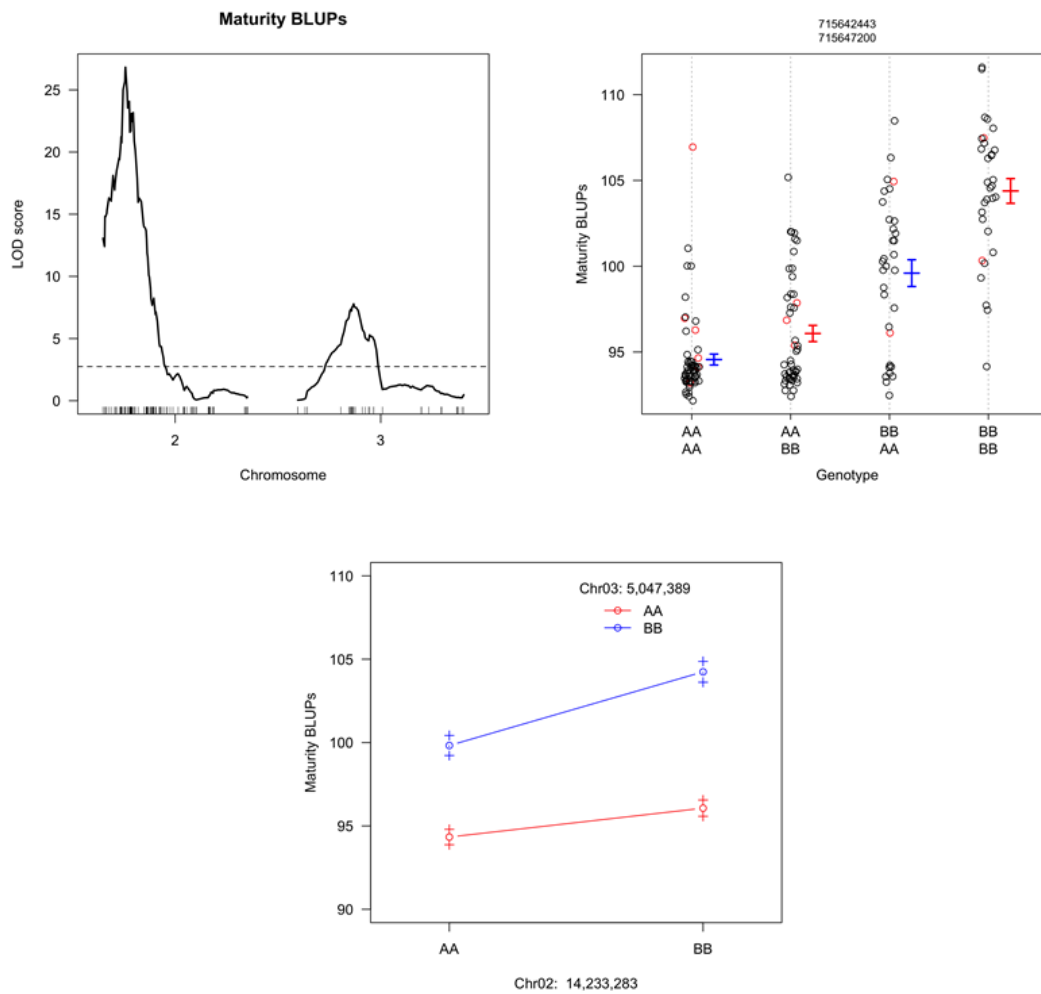 Maturity BLUPs
LOD score
25
20
15
10
5
0
2 3
Chromosome
715642443
715647200
Maturity BLUPs
110
105
100
95
AA AA BB BB
AA BB AA BB
Genotype
Maturity BLUPs
110
105
100
95
90
Chr03: 5,047,389
AA
BB
AA BB
Chr02: 14,233,283